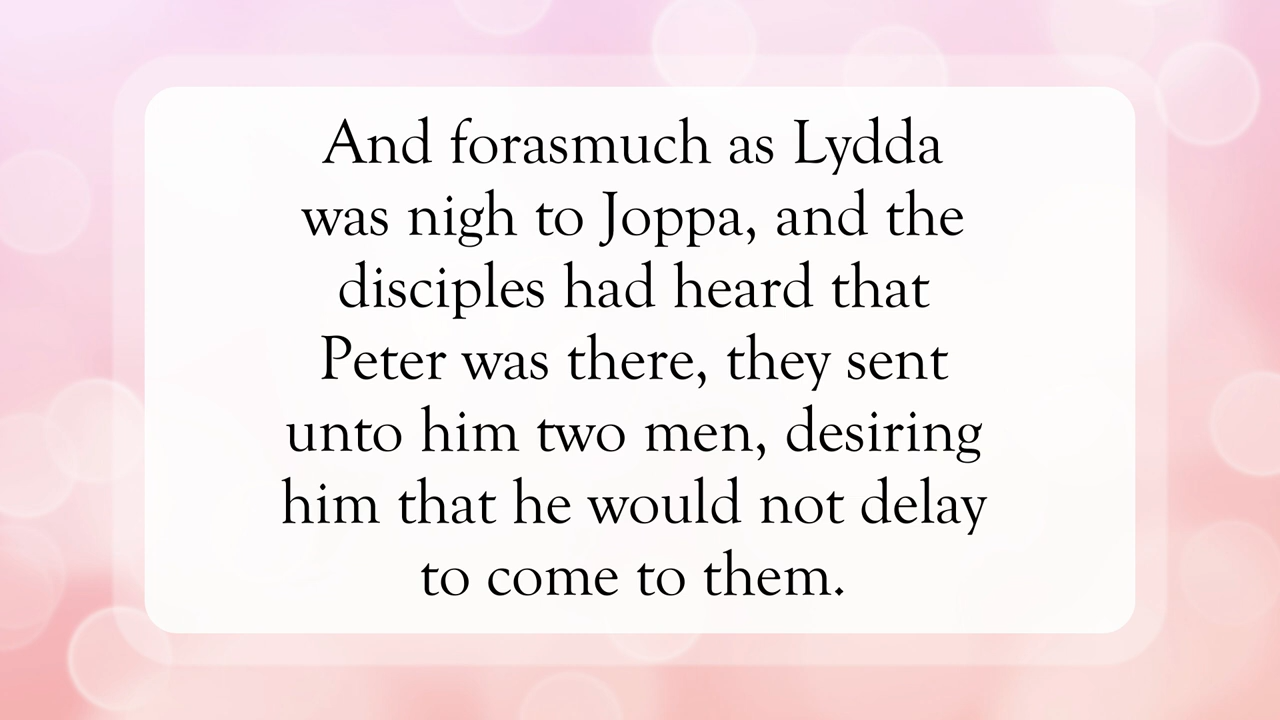 And forasmuch as Lydda
was nigh to Joppa, and the
disciples had heard that
Peter was there, they sent
unto him two men, desiring
him that he would not delay
to come to them.